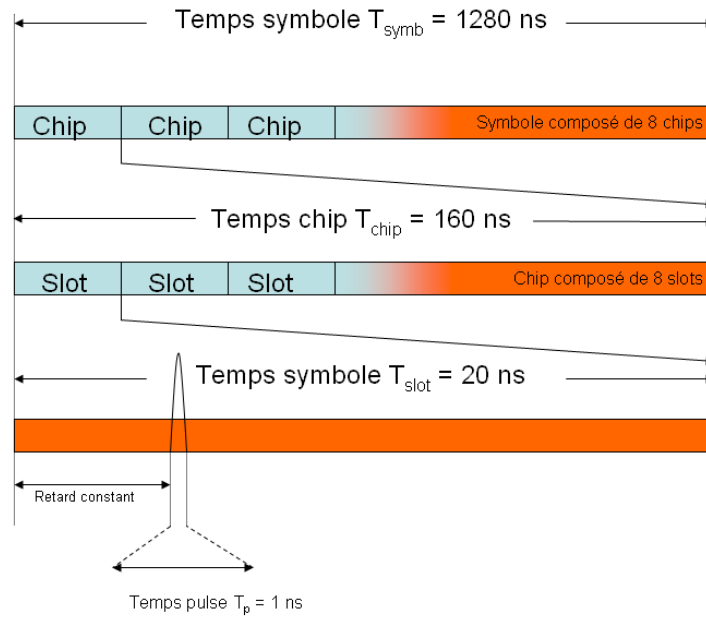 Temps symbole T_symb = 1280 ns
Chip Chip Chip Symbole composé de 8 chips
Temps chip T_chip = 160 ns
Slot Slot Slot Chip composé de 8 slots
Temps symbole T_slot = 20 ns
Retard constant
Temps pulse T_p = 1 ns